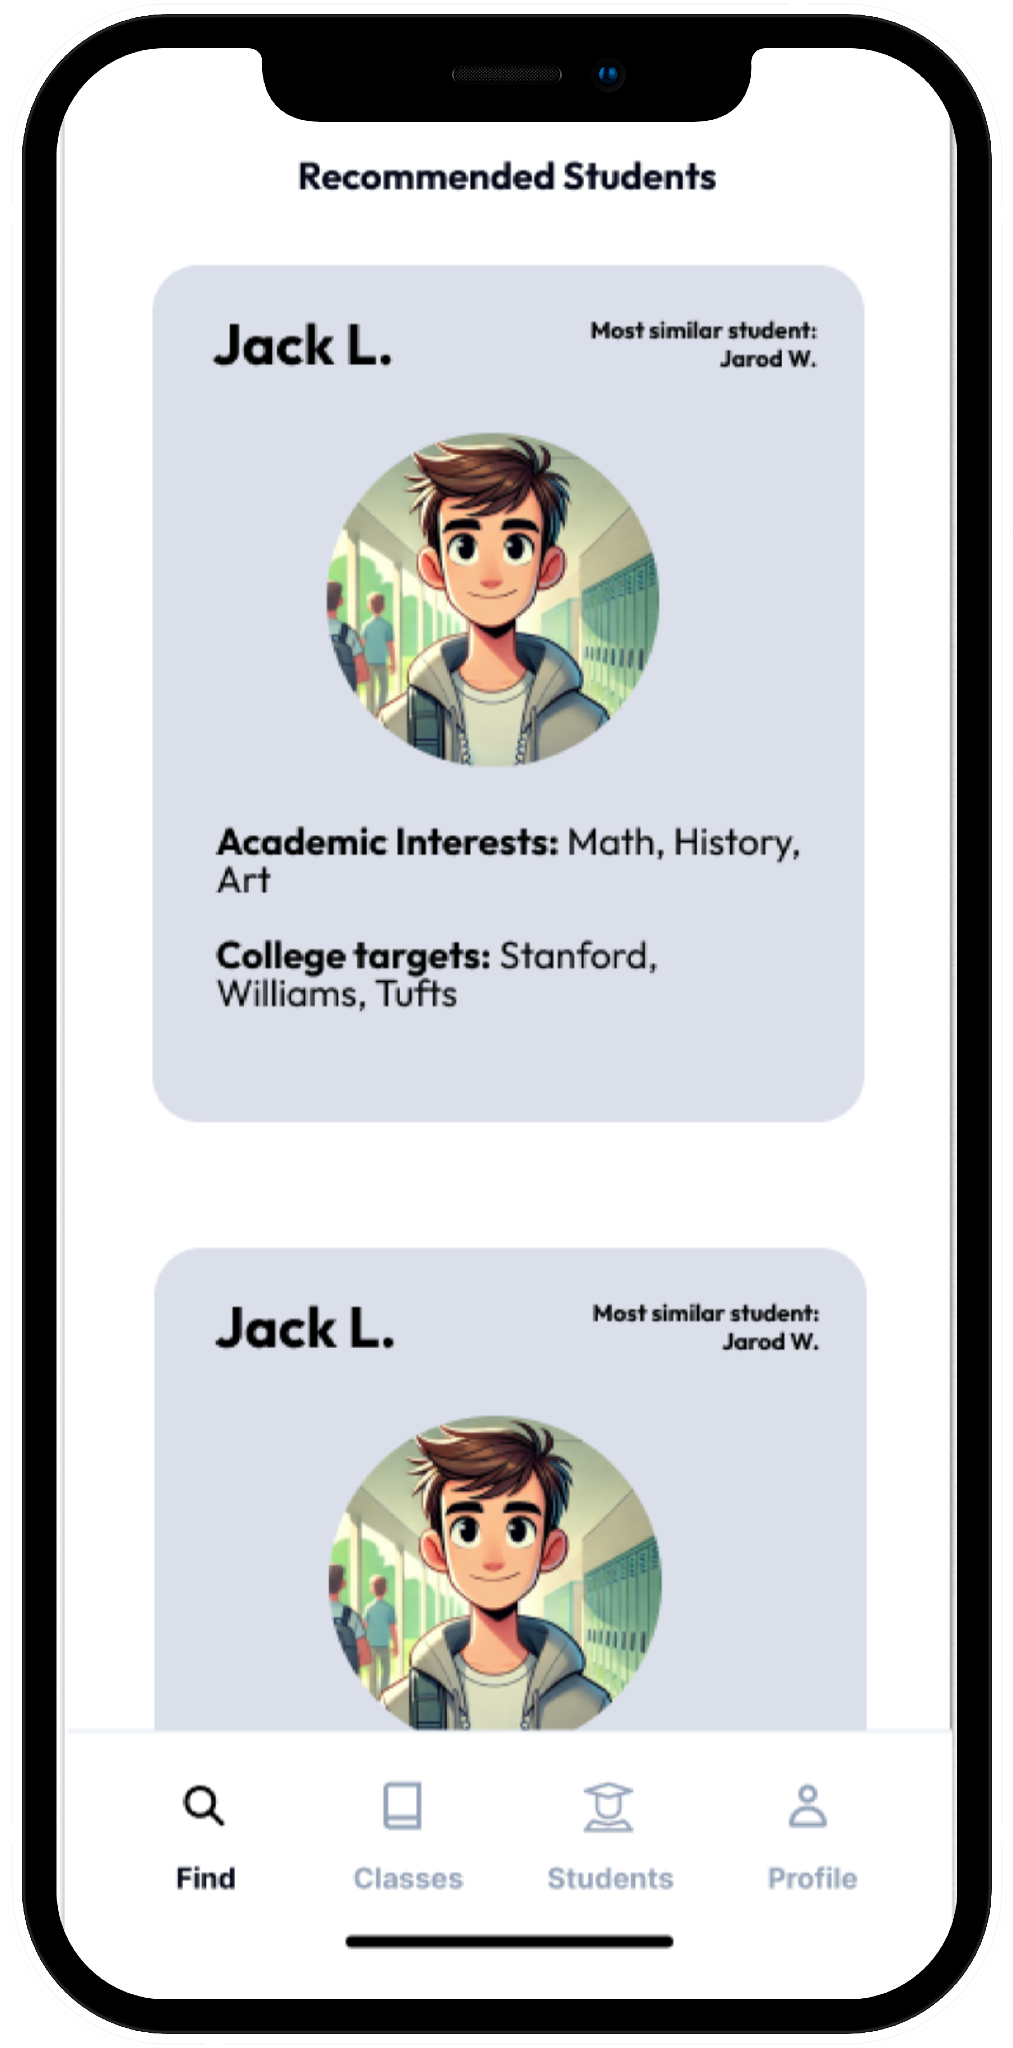 Recommended Students
Jack L.
Most similar student:
Jarod W.
Academic Interests: Math, History,
Art
College targets: Stanford,
Williams, Tufts
Jack L.
Most similar student:
Jarod W.
Find
Classes
Students
Profile